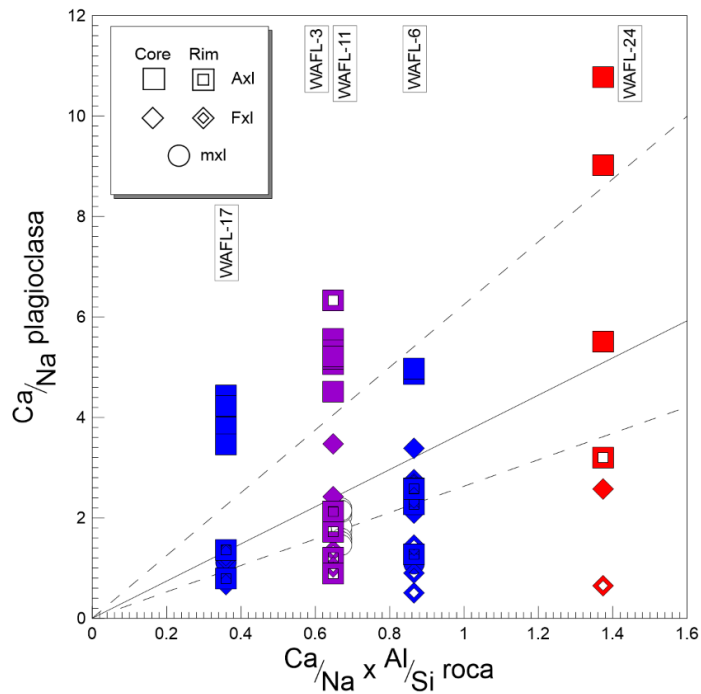 12
10
8
6
4
2
0
Ca/Na plagioclasa
Core Rim
Axl
Fxl
mxl
WAFL-17
WAFL-3
WAFL-11
WAFL-6
WAFL-24
0 0.2 0.4 0.6 0.8 1 1.2 1.4 1.6
Ca/Na x Al/Si roca